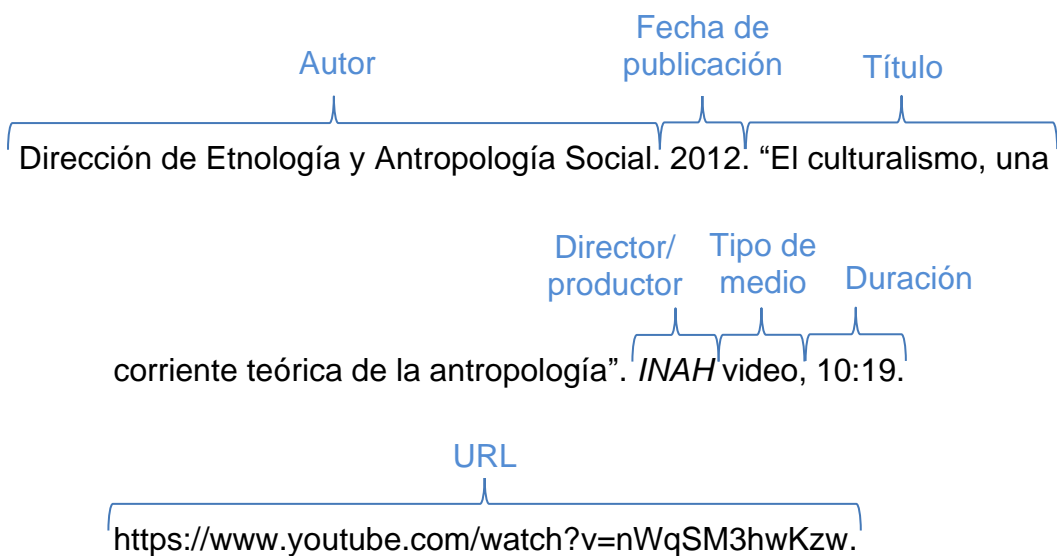 Fecha de
Autor publicación Título
Dirección de Etnología y Antropología Social. 2012. “El culturalismo, una
Director/ Tipo de
productor medio Duración
corriente teórica de la antropología”. INAH video, 10:19.
URL
https://www.youtube.com/watch?v=nWqSM3hwKzw.